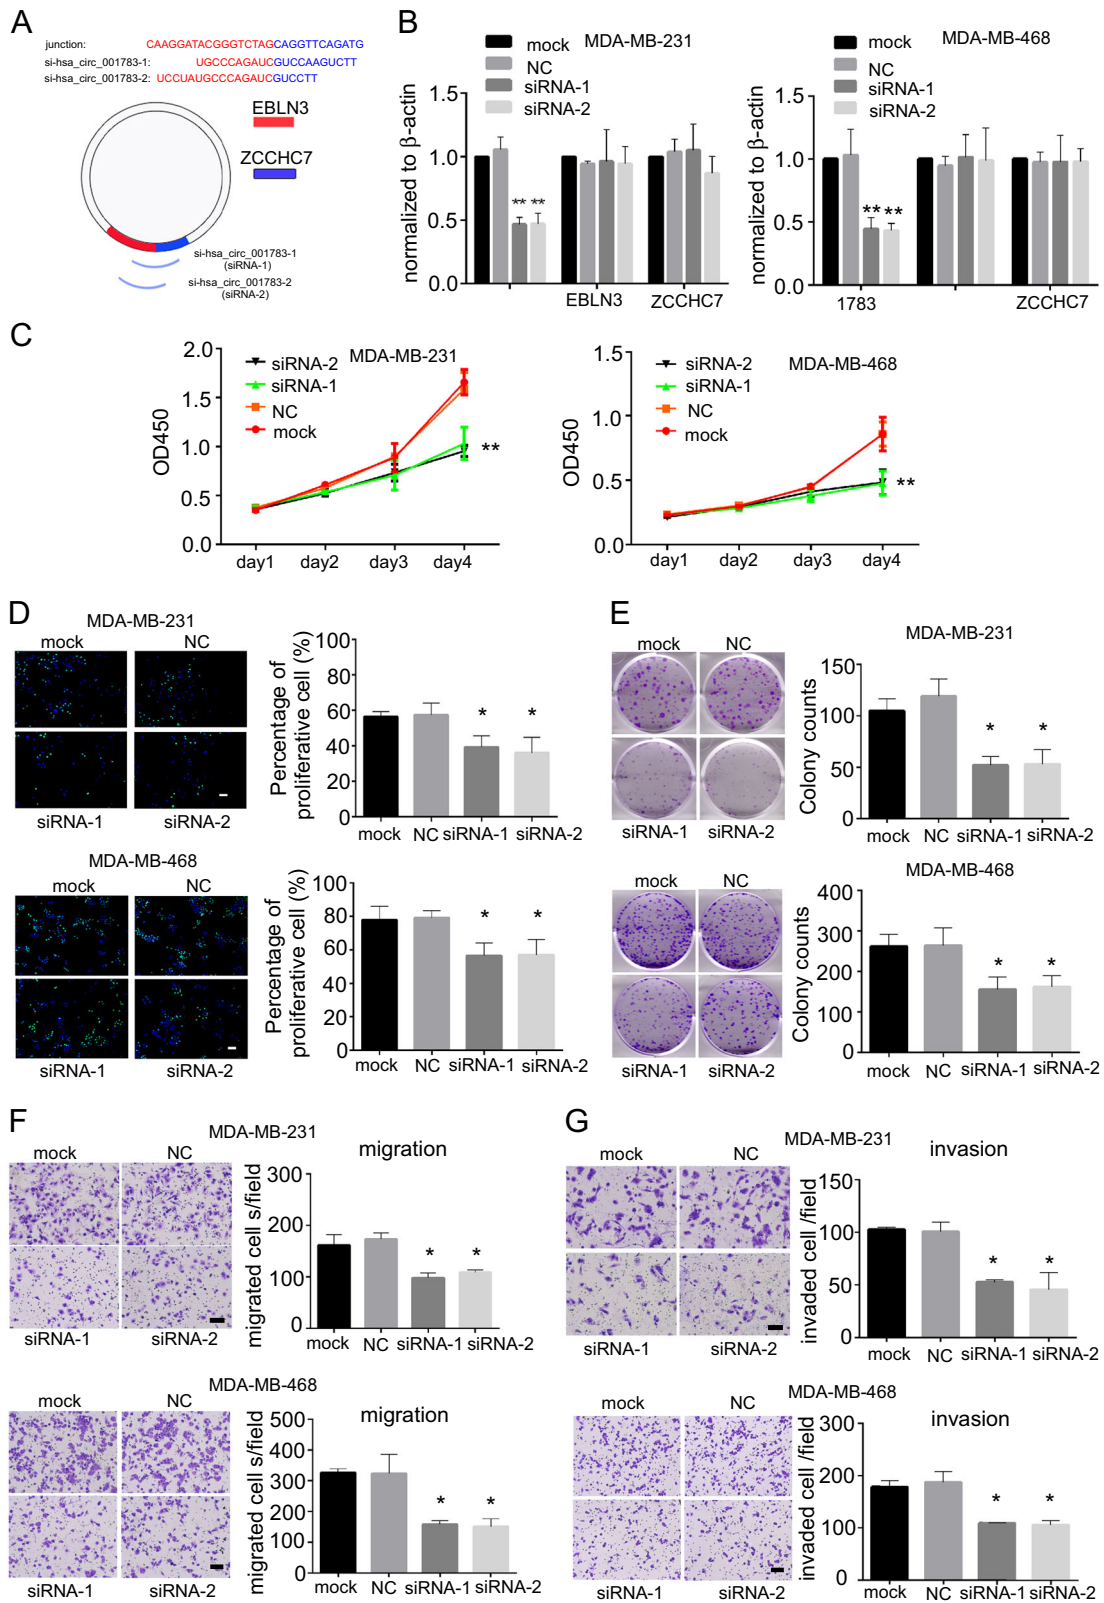 A
junction: CAAGGATACGGGTCTAGCAGGTTCAGATG
si-hsa_circ_001783-1: UGCCCAGAUCGUCCAAGUCUU
si-hsa_circ_001783-2: UCCUAUGCCCAGAUCGUCCTT
EBLN3
ZCCHC7
si-hsa_circ_001783-1
(siRNA-1)
si-hsa_circ_001783-2
(siRNA-2)
B
mock
NC
siRNA-1
siRNA-2
MDA-MB-231
normalized to β-actin
1.5
1.0
0.5
0.0
** **
EBLN3 ZCCHC7
mock
NC
siRNA-1
siRNA-2
MDA-MB-468
normalized to β-actin
1.5
1.0
0.5
0.0
** **
1783 ZCCHC7
C
MDA-MB-231
siRNA-2
siRNA-1
NC
mock
OD450
2.0
1.5
1.0
0.5
0.0
**
day1 day2 day3 day4
MDA-MB-468
siRNA-2
siRNA-1
NC
mock
OD450
1.5
1.0
0.5
0.0
**
day1 day2 day3 day4
D
MDA-MB-231
mock NC
siRNA-1 siRNA-2
Percentage of
proliferative cell (%)
100
80
60
40
20
0
* *
mock NC siRNA-1 siRNA-2
MDA-MB-468
mock NC
siRNA-1 siRNA-2
Percentage of
proliferative cell (%)
100
80
60
40
20
0
* *
mock NC siRNA-1 siRNA-2
E
MDA-MB-231
mock NC
siRNA-1 siRNA-2
Colony counts
150
100
50
0
* *
mock NC siRNA-1 siRNA-2
MDA-MB-468
mock NC
siRNA-1 siRNA-2
Colony counts
400
300
200
100
0
* *
mock NC siRNA-1 siRNA-2
F
MDA-MB-231
mock NC
siRNA-1 siRNA-2
migration
migrated cell s/field
300
200
100
0
* *
mock NC siRNA-1 siRNA-2
MDA-MB-468
mock NC
siRNA-1 siRNA-2
migration
migrated cell s/field
500
400
300
200
100
0
* *
mock NC siRNA-1 siRNA-2
G
MDA-MB-231
mock NC
siRNA-1 siRNA-2
invasion
invaded cell /field
150
100
50
0
* *
mock NC siRNA-1 siRNA-2
MDA-MB-468
mock NC
siRNA-1 siRNA-2
invasion
invaded cell /field
300
200
100
0
* *
mock NC siRNA-1 siRNA-2